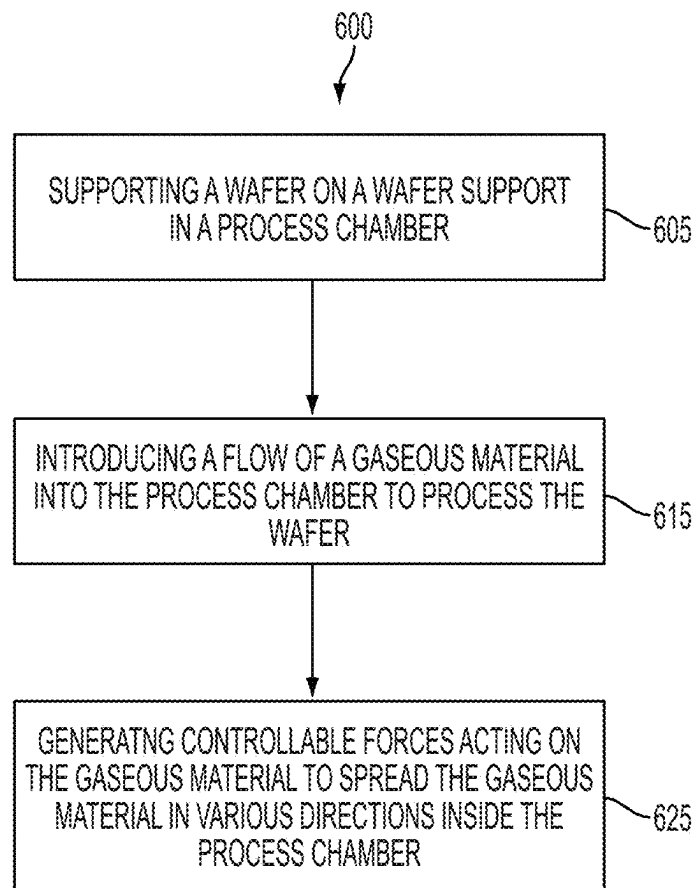 600
SUPPORTING A WAFER ON A WAFER SUPPORT
IN A PROCESS CHAMBER
605
INTRODUCING A FLOW OF A GASEOUS MATERIAL
INTO THE PROCESS CHAMBER TO PROCESS THE
WAFER
615
GENERATNG CONTROLLABLE FORCES ACTING ON
THE GASEOUS MATERIAL TO SPREAD THE GASEOUS
MATERIAL IN VARIOUS DIRECTIONS INSIDE THE
PROCESS CHAMBER
625